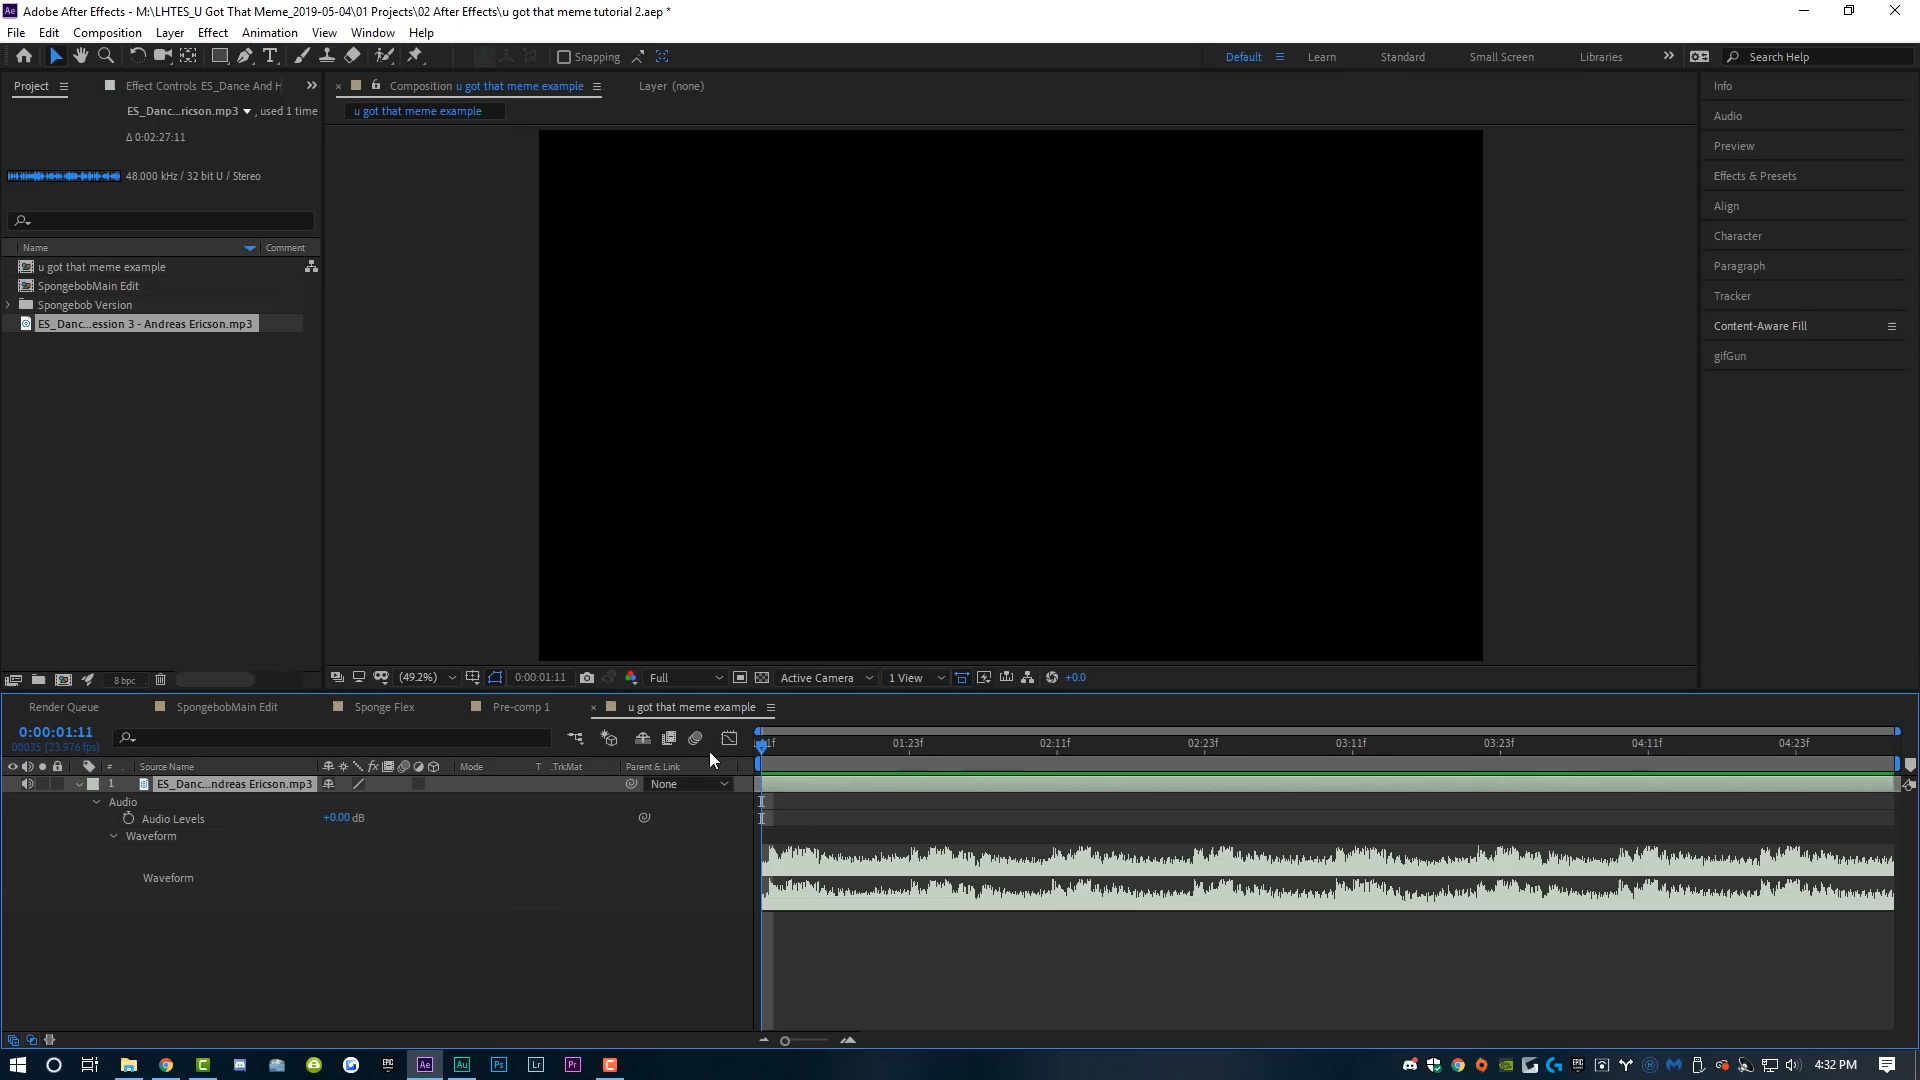 Ae Adobe After Effects - M:\LHTES_U Got That Meme_2019-05-04\01 Projects\02 After Effects\u got that meme tutorial 2.aep *
File Edit Composition Layer Effect Animation View Window Help
Snapping Default Learn Standard Small Screen Libraries Search Help
Project Effect Controls ES_Dance And H Composition u got that meme example Layer (none) Info
ES_Danc...ricson.mp3 , used 1 time u got that meme example Audio
Δ 0:02:27:11 Preview
48.000 kHz / 32 bit U / Stereo Effects & Presets
Align
Character
Name Comment
u got that meme example Paragraph
SpongebobMain Edit
Spongebob Version Tracker
ES_Danc...ession 3 - Andreas Ericson.mp3 Content-Aware Fill
gifGun
8 bpc (49.2%) 0:00:01:11 Full Active Camera 1 View +0.0
Render Queue SpongebobMain Edit Sponge Flex Pre-comp 1 u got that meme example
0:00:01:11
00035 (23.976 fps) 01:23f 02:11f 02:23f 03:11f 03:23f 04:11f 04:23f
# Source Name fx Mode T .TrkMat Parent & Link
1 ES_Danc...ndreas Ericson.mp3 None
Audio
Audio Levels +0.00 dB
Waveform
Waveform
EPIC Ae Au Ps Lr Pr C EPIC 4:32 PM